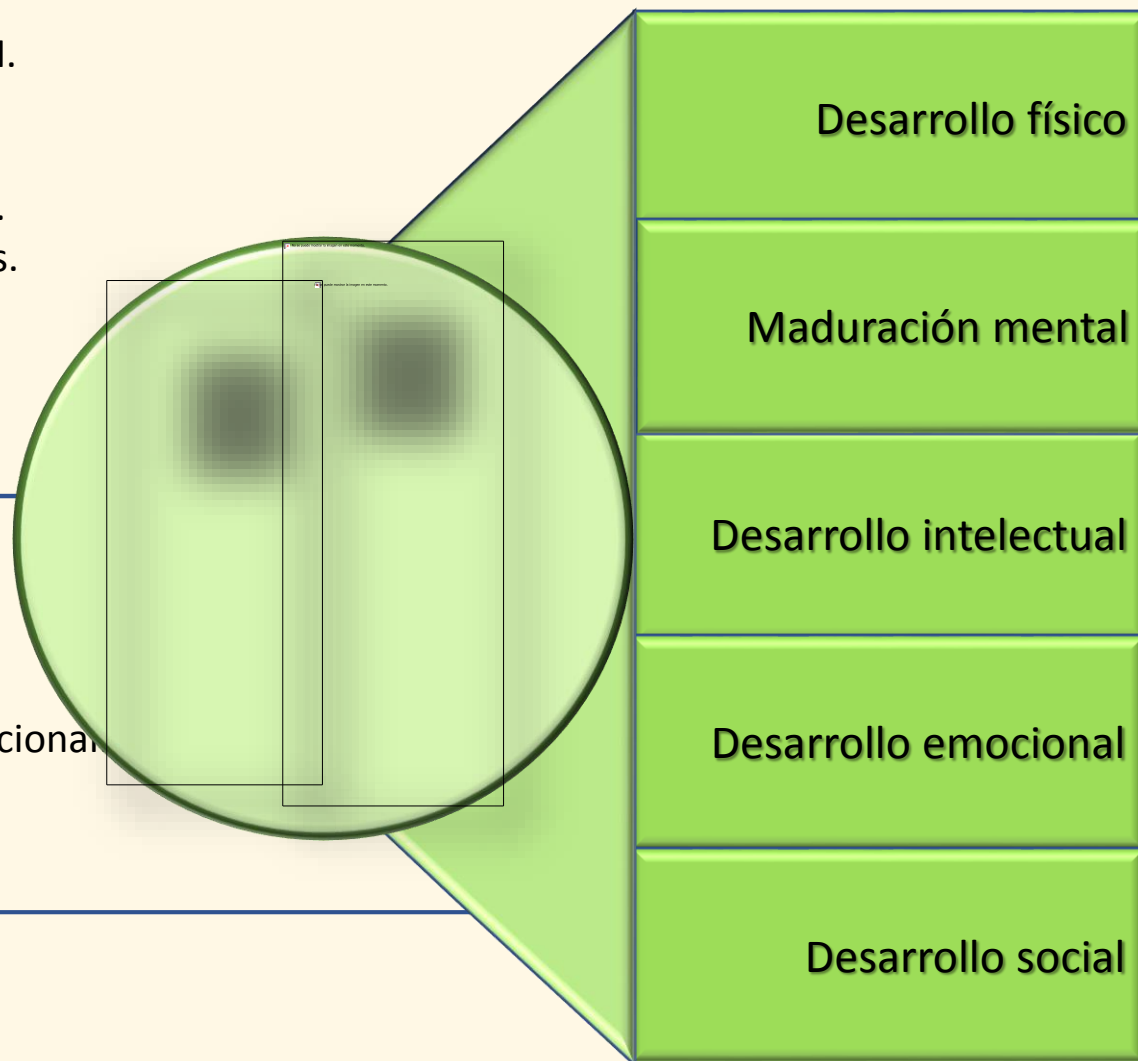 Desarrollo físico
Maduración mental
Desarrollo intelectual
Desarrollo emocional
Desarrollo social